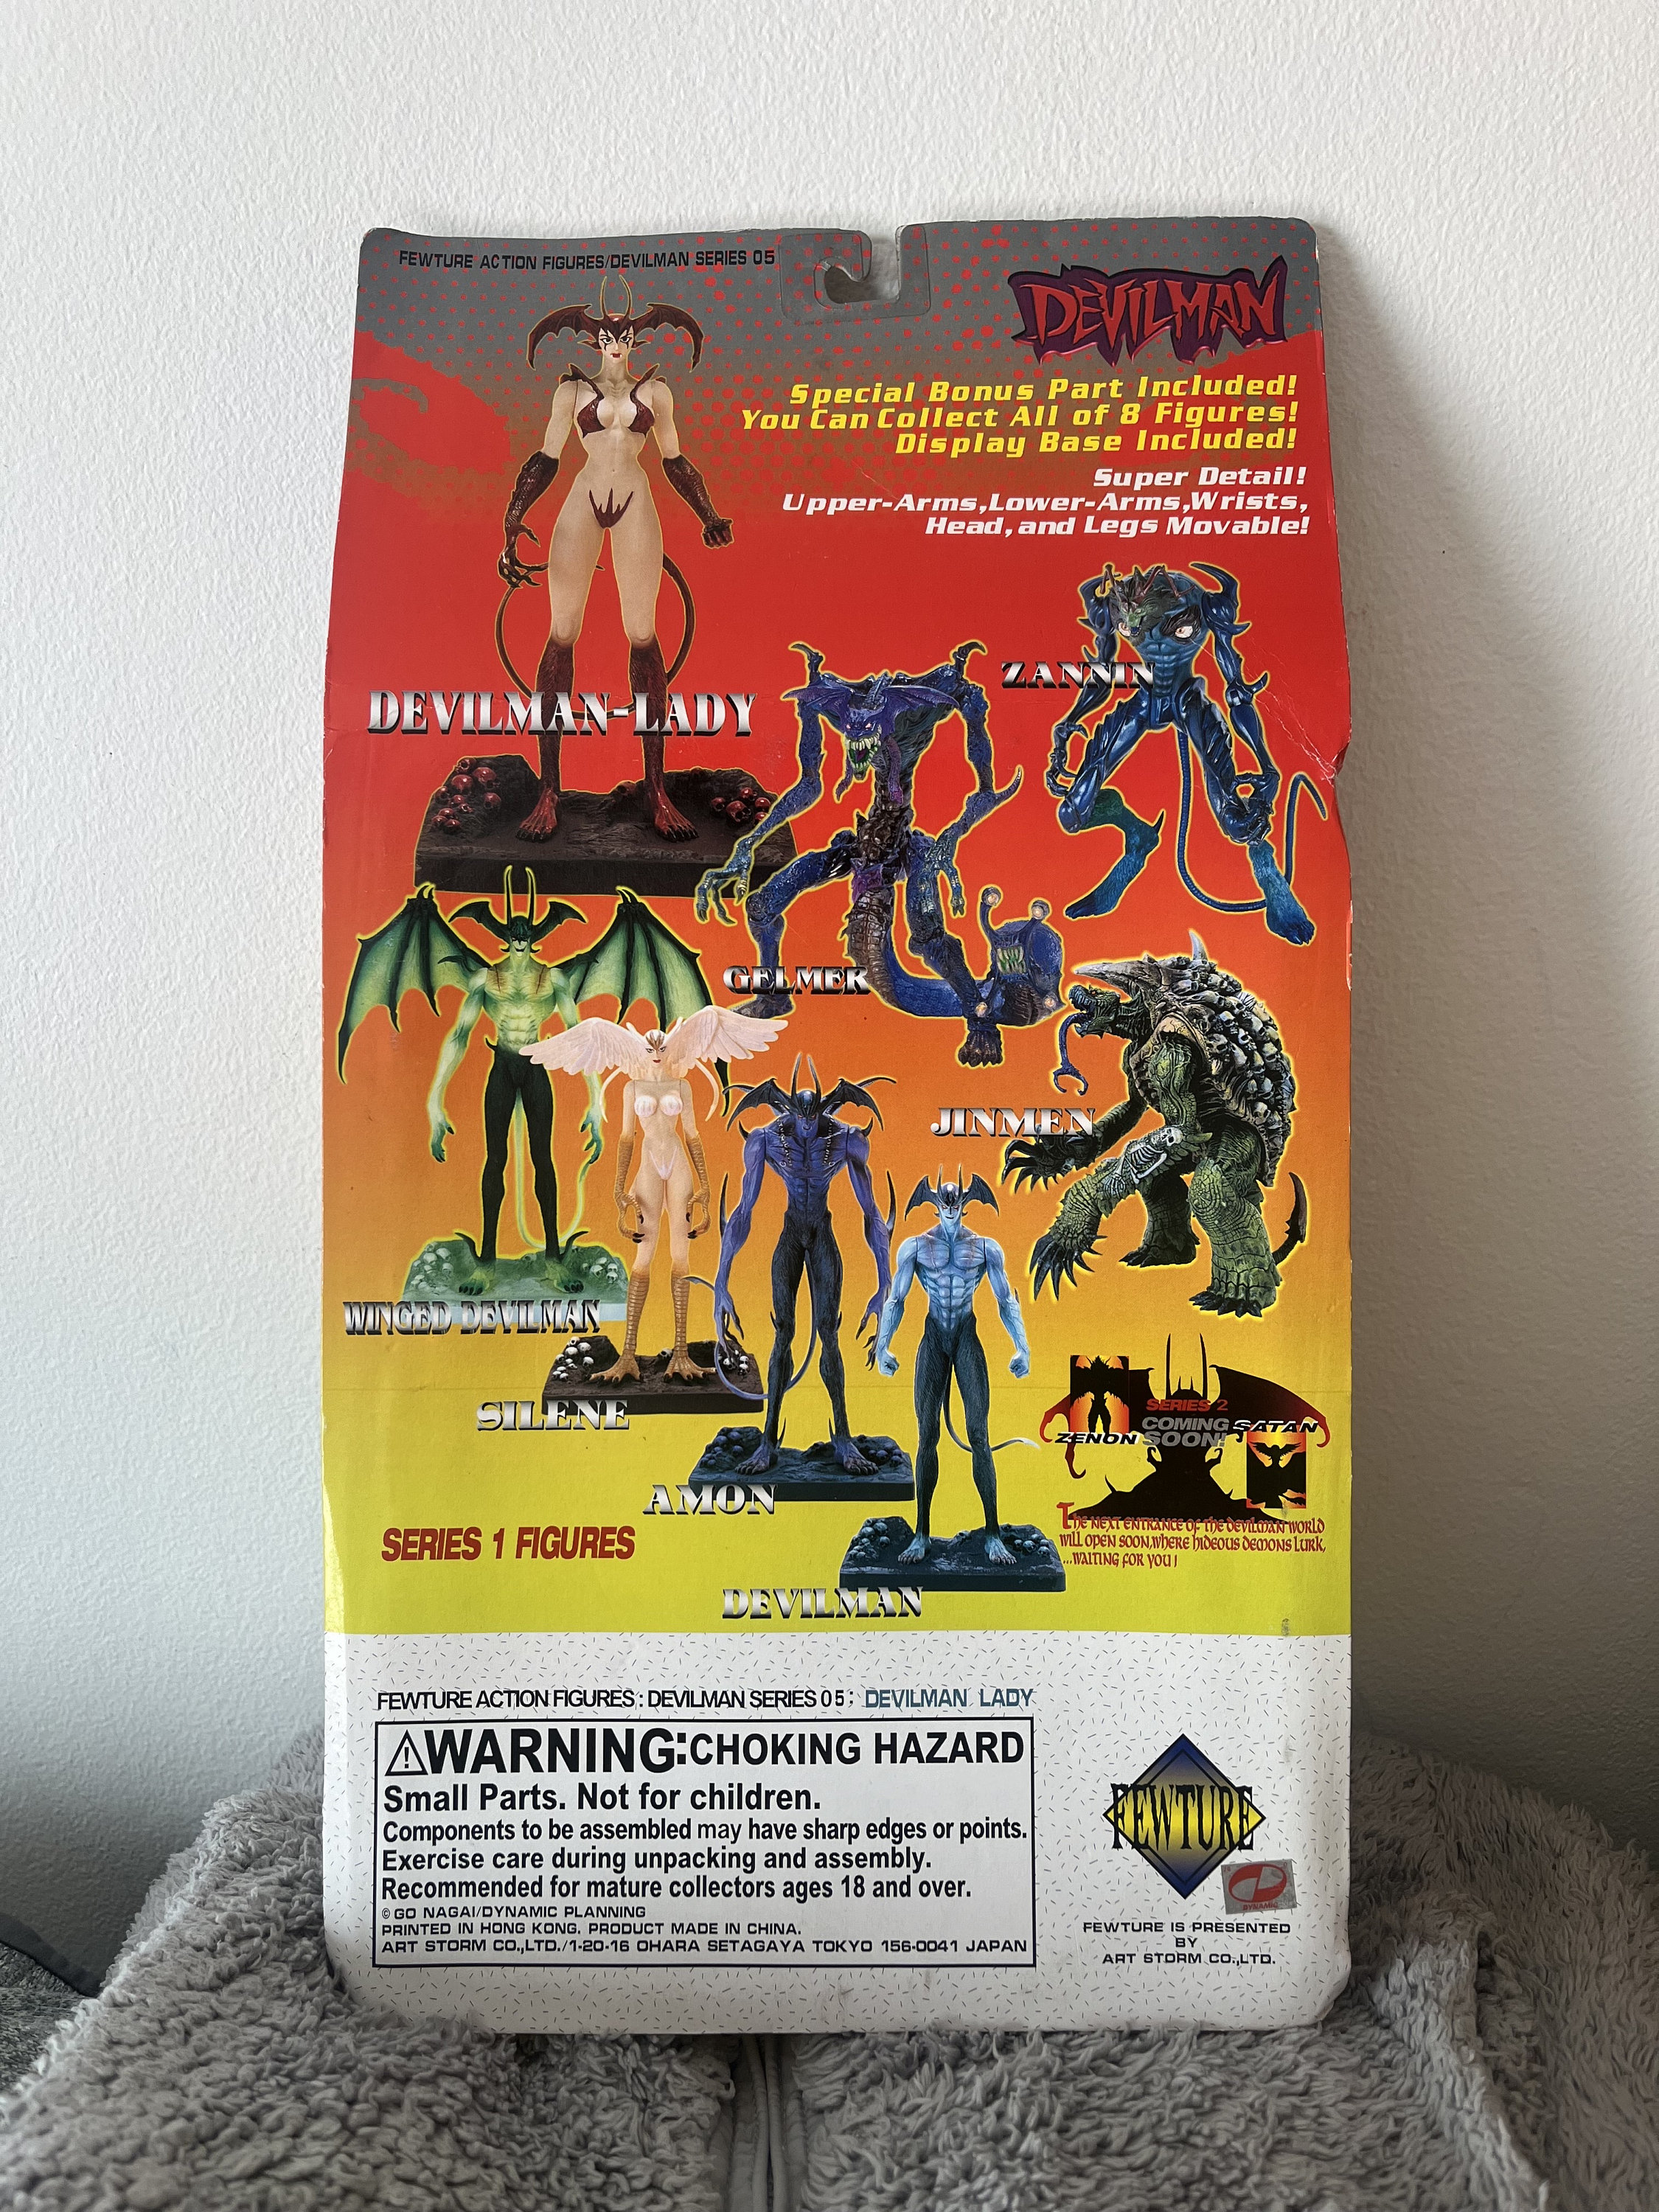 FEWTURE ACTION FIGURES/DEVILMAN SERIES 05
DEVILMAN
Special Bonus Part Included!
You Can Collect All of 8 Figures!
Display Base Included!
Super Detail!
Upper-Arms,Lower-Arms,Wrists,
Head, and Legs Movable!
ZANNIN
DEVILMAN-LADY
GELMER
JINMEN
WINGED DEVILMAN
SILENE
AMON
SERIES 2
COMING
SOON!
ZENON
SATAN
The next entrance of the devilman world
will open soon,where hideous demons lurk,
...waiting for you!
SERIES 1 FIGURES
DEVILMAN
FEWTURE ACTION FIGURES : DEVILMAN SERIES 05 : DEVILMAN LADY
WARNING:CHOKING HAZARD
Small Parts. Not for children.
Components to be assembled may have sharp edges or points.
Exercise care during unpacking and assembly.
Recommended for mature collectors ages 18 and over.
© GO NAGAI/DYNAMIC PLANNING
PRINTED IN HONG KONG. PRODUCT MADE IN CHINA.
ART STORM CO.,LTD./1-20-16 OHARA SETAGAYA TOKYO 156-0041 JAPAN
FEWTURE
DYNAMIC
FEWTURE IS PRESENTED
BY
ART STORM CO.,LTD.